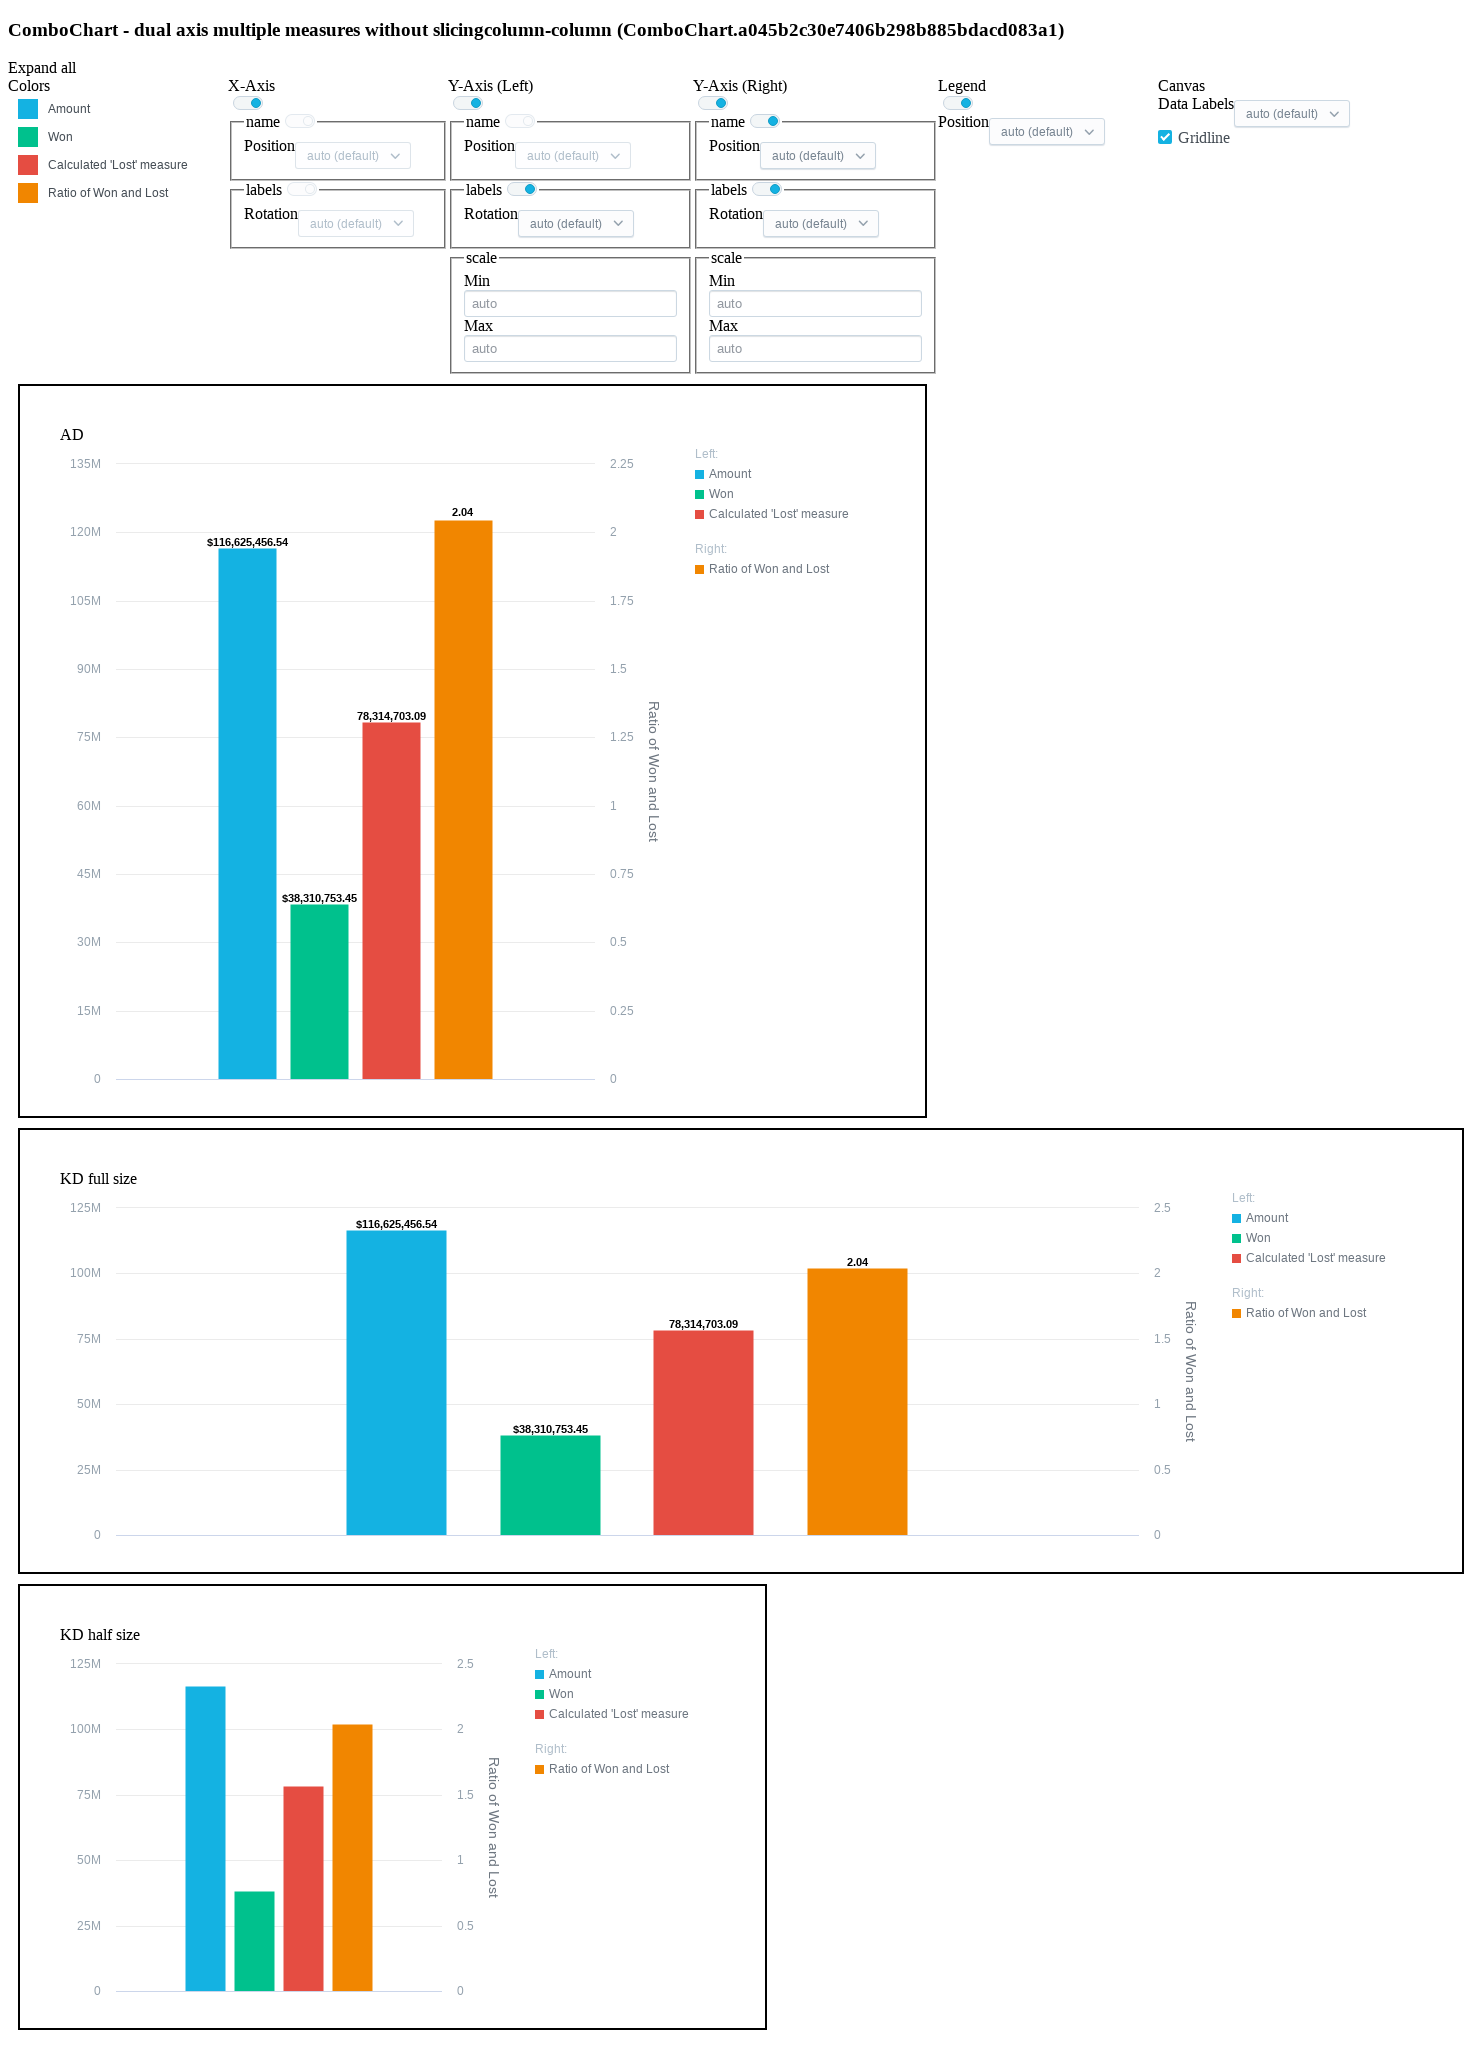 ComboChart - dual axis multiple measures without slicingcolumn-column (ComboChart.a045b2c30e7406b298b885bdacd083a1)
Expand all
Colors
Amount
Won
Calculated 'Lost' measure
Ratio of Won and Lost
X-Axis
name
Position auto (default)
labels
Rotation auto (default)
Y-Axis (Left)
name
Position auto (default)
labels
Rotation auto (default)
scale
Min
auto
Max
auto
Y-Axis (Right)
name
Position auto (default)
labels
Rotation auto (default)
scale
Min
auto
Max
auto
Legend
Position auto (default)
Canvas
Data Labels auto (default)
Gridline
AD
135M
120M
105M
90M
75M
60M
45M
30M
15M
0
$116,625,456.54
$38,310,753.45
78,314,703.09
2.04
2.25
2
1.75
1.5
1.25
1
0.75
0.5
0.25
0
Ratio of Won and Lost
Left:
Amount
Won
Calculated 'Lost' measure
Right:
Ratio of Won and Lost
KD full size
125M
100M
75M
50M
25M
0
$116,625,456.54
$38,310,753.45
78,314,703.09
2.04
2.5
2
1.5
1
0.5
0
Ratio of Won and Lost
Left:
Amount
Won
Calculated 'Lost' measure
Right:
Ratio of Won and Lost
KD half size
125M
100M
75M
50M
25M
0
2.5
2
1.5
1
0.5
0
Ratio of Won and Lost
Left:
Amount
Won
Calculated 'Lost' measure
Right:
Ratio of Won and Lost